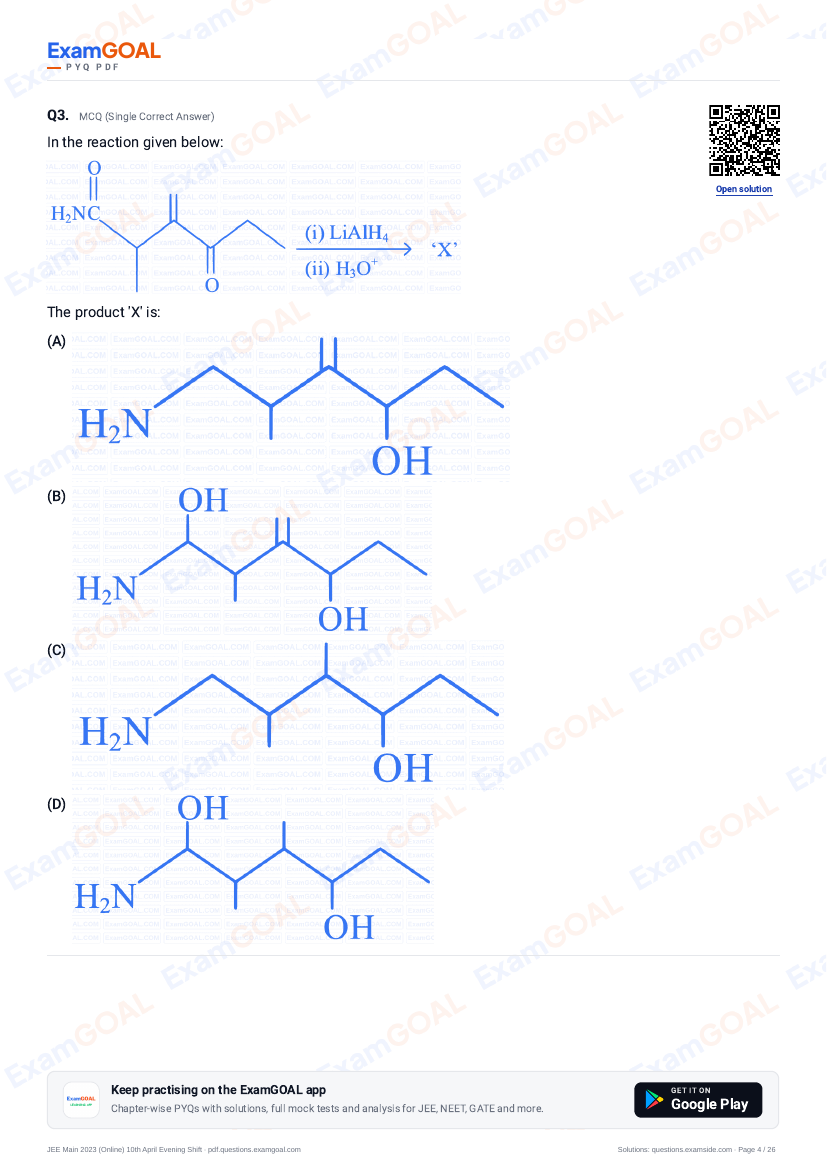 ExamGOAL
PYQ PDF
Q3. MCQ (Single Correct Answer)
In the reaction given below:
Open solution
O
H₂NC
O
(i) LiAlH₄
(ii) H₃O⁺
‘X’
The product 'X' is:
(A)
H₂N
OH
(B)
OH
H₂N
OH
(C)
H₂N
OH
(D)
OH
H₂N
OH
Keep practising on the ExamGOAL app
Chapter-wise PYQs with solutions, full mock tests and analysis for JEE, NEET, GATE and more.
GET IT ON
Google Play
JEE Main 2023 (Online) 10th April Evening Shift · pdf.questions.examgoal.com
Solutions: questions.examside.com · Page 4 / 26